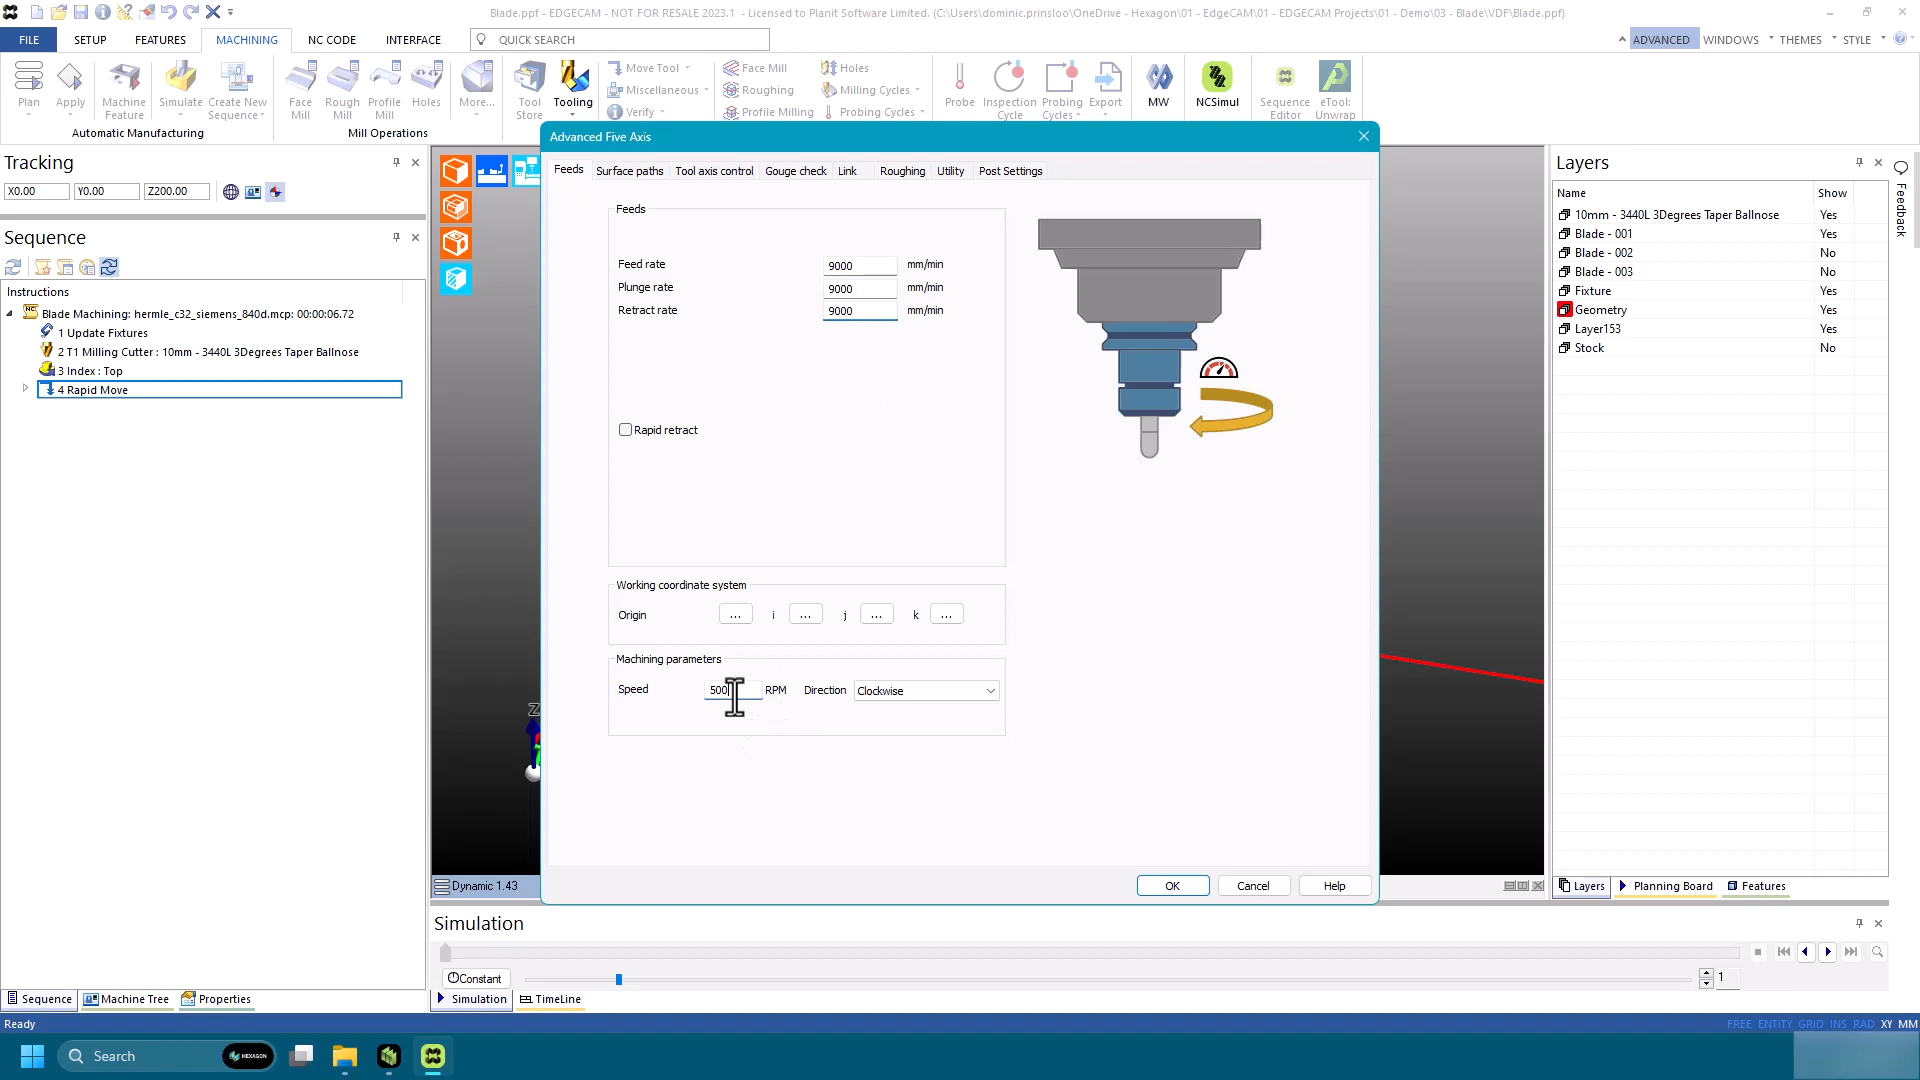 Blade.ppf - EDGECAM - NOT FOR RESALE 2023.1 - Licensed to Planit Software Limited. (C:\Users\dominic.prinsloo\OneDrive - Hexagon\01 - EdgeCAM\01 - EDGECAM Projects\01 - Demo\03 - Blade\VDF\Blade.ppf)
FILE SETUP FEATURES MACHINING NC CODE INTERFACE QUICK SEARCH ADVANCED WINDOWS THEMES STYLE
Plan Apply Machine Feature Simulate Create New Sequence Face Mill Rough Mill Profile Mill Holes More... Tool Store Tooling
Move Tool Face Mill Holes
Miscellaneous Roughing Milling Cycles
Verify Profile Milling Probing Cycles
Probe Inspection Cycle Probing Cycles Export MW NCSimul Sequence Editor eTool: Unwrap
Automatic Manufacturing Mill Operations
Tracking
X0.00 Y0.00 Z200.00
Sequence
Instructions
Blade Machining: hermle_c32_siemens_840d.mcp: 00:00:06.72
1 Update Fixtures
2 T1 Milling Cutter : 10mm - 3440L 3Degrees Taper Ballnose
3 Index : Top
4 Rapid Move
Advanced Five Axis
Feeds Surface paths Tool axis control Gouge check Link Roughing Utility Post Settings
Feeds
Feed rate 9000 mm/min
Plunge rate 9000 mm/min
Retract rate 9000 mm/min
Rapid retract
Working coordinate system
Origin ... i ... j ... k ...
Machining parameters
Speed 500 RPM Direction Clockwise
OK Cancel Help
Z
Dynamic 1.43
Layers
Name Show
10mm - 3440L 3Degrees Taper Ballnose Yes
Blade - 001 Yes
Blade - 002 No
Blade - 003 No
Fixture Yes
Geometry Yes
Layer153 Yes
Stock No
Layers Planning Board Features
Feedback
Simulation
Constant 1
Simulation TimeLine
Sequence Machine Tree Properties
Ready
FREE ENTITY GRID INS RAD XY MM
Search HEXAGON